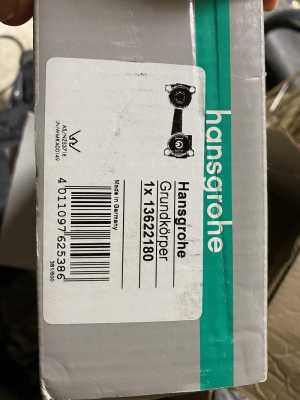 hansgrohe
Hansgrohe
Grundkörper
1x 13622180
Made in Germany
4 011097 625386